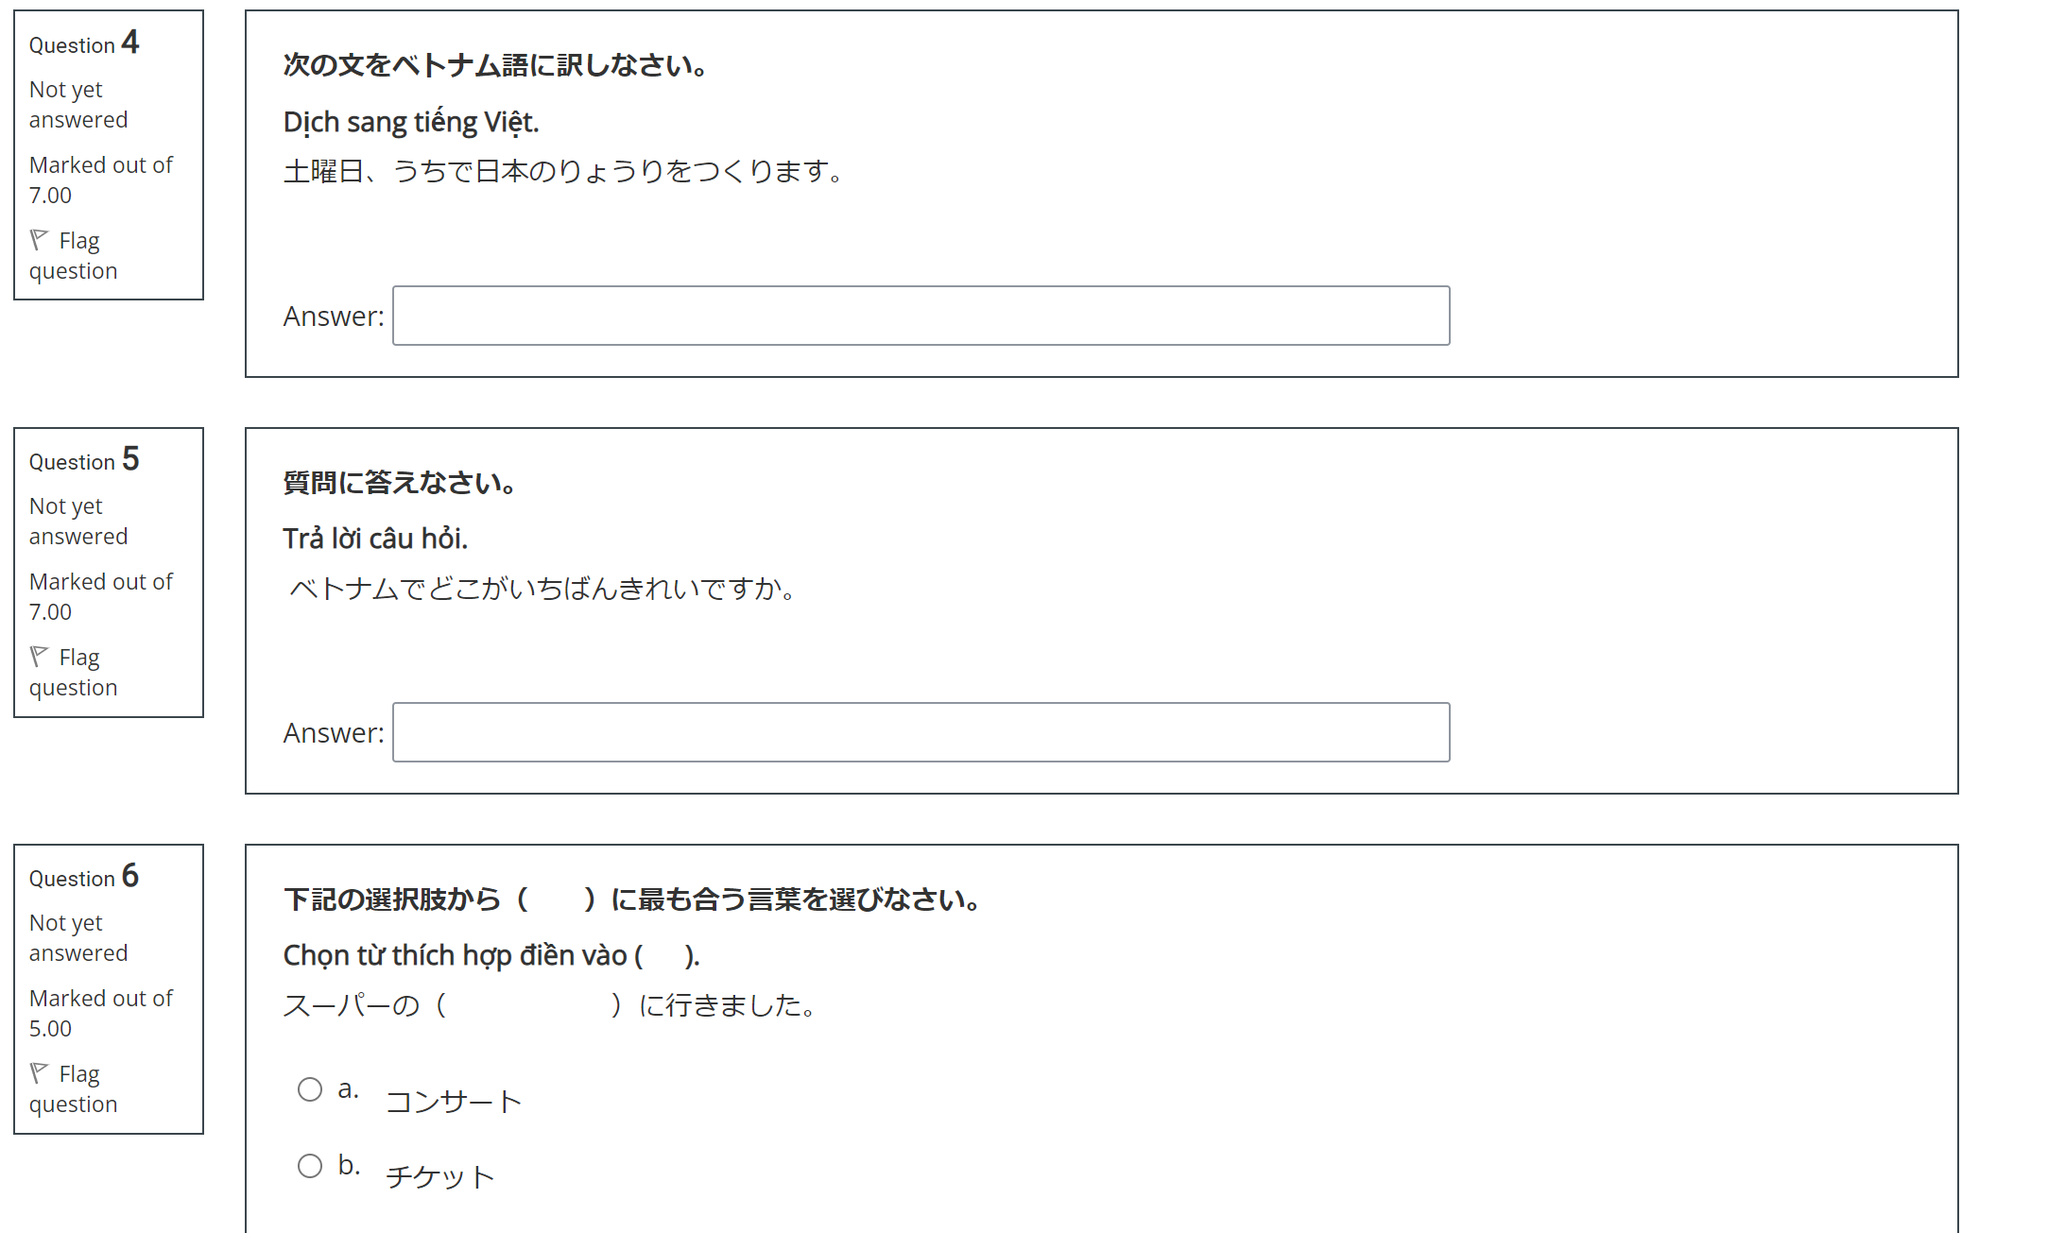 Question 4
Not yet
answered
Marked out of
7.00
Flag
question
次の文をベトナム語に訳しなさい。
Dịch sang tiếng Việt.
土曜日、うちで日本のりょうりをつくります。
Answer:
Question 5
Not yet
answered
Marked out of
7.00
Flag
question
質問に答えなさい。
Trả lời câu hỏi.
ベトナムでどこがいちばんきれいですか。
Answer:
Question 6
Not yet
answered
Marked out of
5.00
Flag
question
下記の選択肢から（　　）に最も合う言葉を選びなさい。
Chọn từ thích hợp điền vào (     ).
スーパーの（　　　　　　）に行きました。
a. コンサート
b. チケット